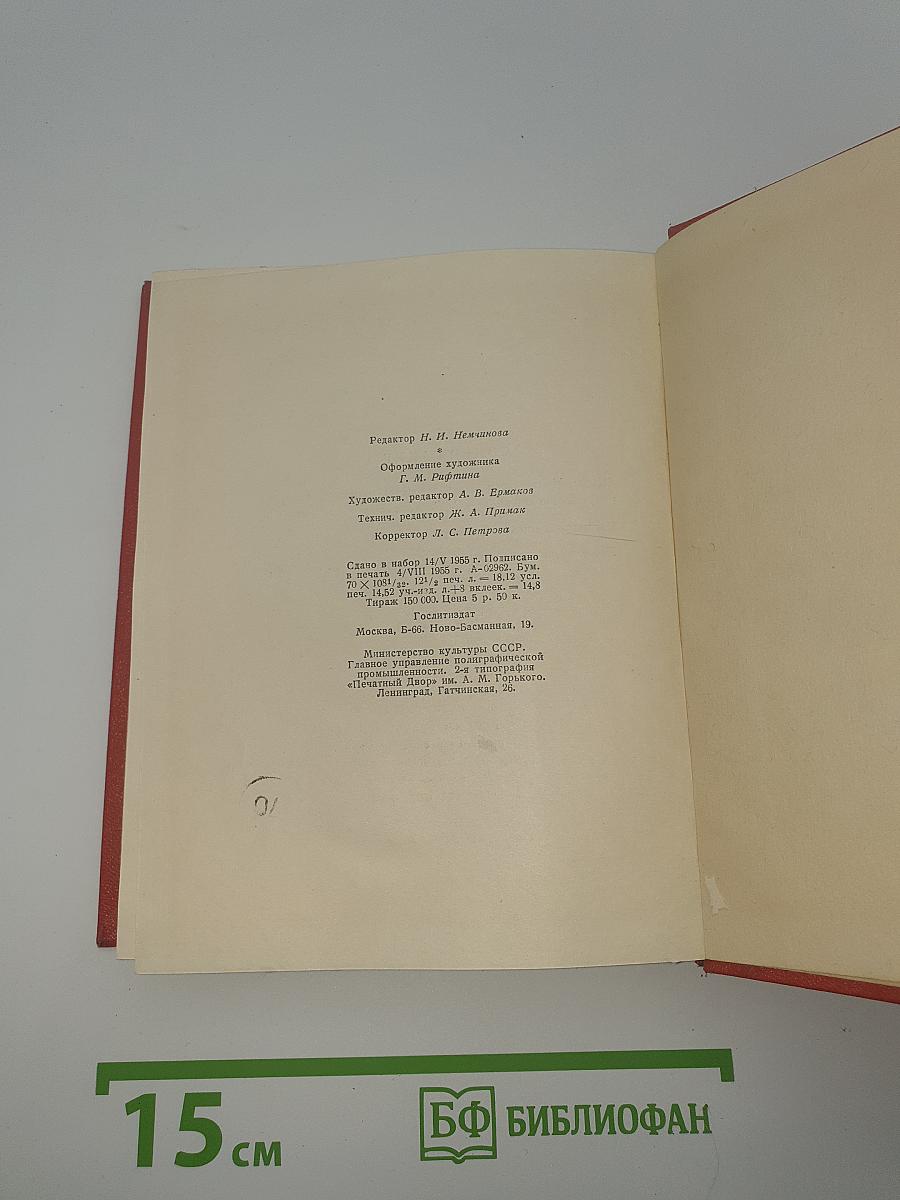 Редактор Н. И. Немчинова
*
Оформление художника
Г. М. Рифтина
Художеств. редактор А. В. Ермаков
Технич. редактор Ж. А. Примак
Корректор Л. С. Петрова
Сдано в набор 14/V 1955 г. Подписано
в печать 4/VIII 1955 г. А-02962. Бум.
70 × 108¹/₃₂. 12¹/₂ печ. л. = 18,12 усл.
печ. 14,52 уч.-изд. л.+8 вклеек. = 14,8
Тираж 150 000. Цена 5 р. 50 к.
Гослитиздат
Москва, Б-66. Ново-Басманная, 19.
Министерство культуры СССР.
Главное управление полиграфической
промышленности. 2-я типография
«Печатный Двор» им. А. М. Горького.
Ленинград, Гатчинская, 26.
15 см
БФ БИБЛИОФАН